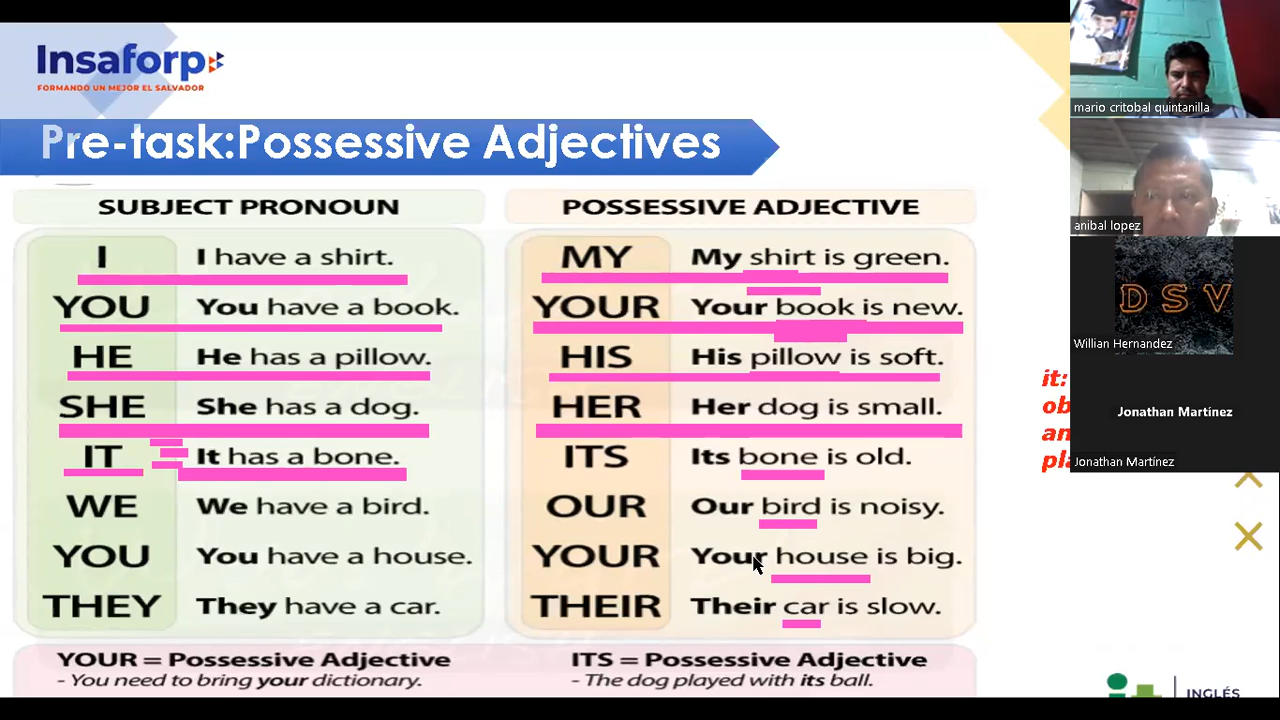 Insaforp
FORMANDO UN MEJOR EL SALVADOR
Pre-task:Possessive Adjectives
SUBJECT PRONOUN
I I have a shirt.
YOU You have a book.
HE He has a pillow.
SHE She has a dog.
IT It has a bone.
WE We have a bird.
YOU You have a house.
THEY They have a car.
POSSESSIVE ADJECTIVE
MY My shirt is green.
YOUR Your book is new.
HIS His pillow is soft.
HER Her dog is small.
ITS Its bone is old.
OUR Our bird is noisy.
YOUR Your house is big.
THEIR Their car is slow.
YOUR = Possessive Adjective
- You need to bring your dictionary.
ITS = Possessive Adjective
- The dog played with its ball.
it:
ob
an
pl
mario critobal quintanilla
anibal lopez
DSV
Willian Hernandez
Jonathan Martínez
Jonathan Martínez
INGLÉS